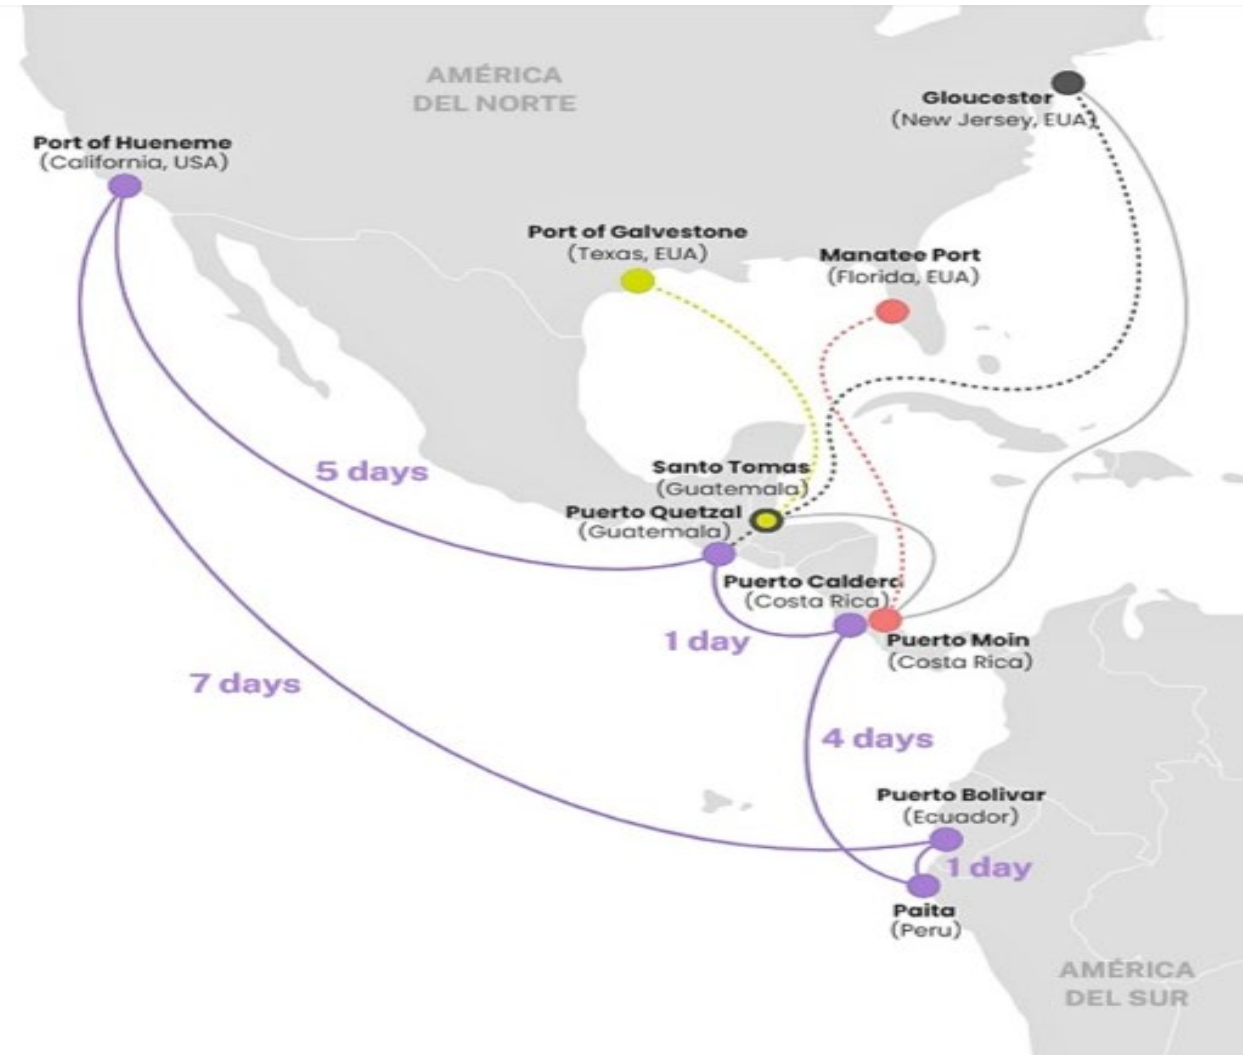 AMÉRICA
DEL NORTE
Gloucester
(New Jersey, EUA)
Port of Hueneme
(California, USA)
Port of Galvestone
(Texas, EUA)
Manatee Port
(Florida, EUA)
5 days
Santo Tomas
(Guatemala)
Puerto Quetzal
(Guatemala)
Puerto Caldera
(Costa Rica)
1 day
Puerto Moin
(Costa Rica)
7 days
4 days
Puerto Bolivar
(Ecuador)
1 day
Paita
(Peru)
AMÉRICA
DEL SUR